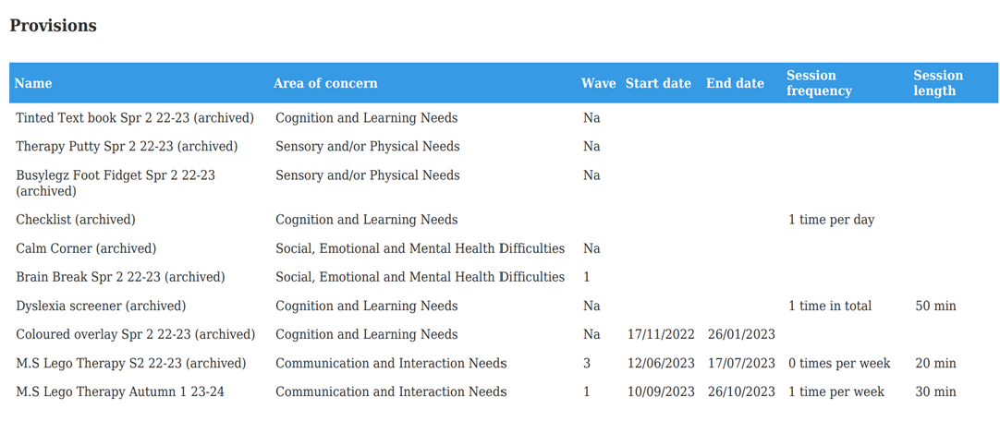 Provisions
Name Area of concern Wave Start date End date Session frequency Session length
Tinted Text book Spr 2 22-23 (archived) Cognition and Learning Needs Na
Therapy Putty Spr 2 22-23 (archived) Sensory and/or Physical Needs Na
Busylegz Foot Fidget Spr 2 22-23 (archived) Sensory and/or Physical Needs Na
Checklist (archived) Cognition and Learning Needs 1 time per day
Calm Corner (archived) Social, Emotional and Mental Health Difficulties Na
Brain Break Spr 2 22-23 (archived) Social, Emotional and Mental Health Difficulties 1
Dyslexia screener (archived) Cognition and Learning Needs Na 1 time in total 50 min
Coloured overlay Spr 2 22-23 (archived) Cognition and Learning Needs Na 17/11/2022 26/01/2023
M.S Lego Therapy S2 22-23 (archived) Communication and Interaction Needs 3 12/06/2023 17/07/2023 0 times per week 20 min
M.S Lego Therapy Autumn 1 23-24 Communication and Interaction Needs 1 10/09/2023 26/10/2023 1 time per week 30 min